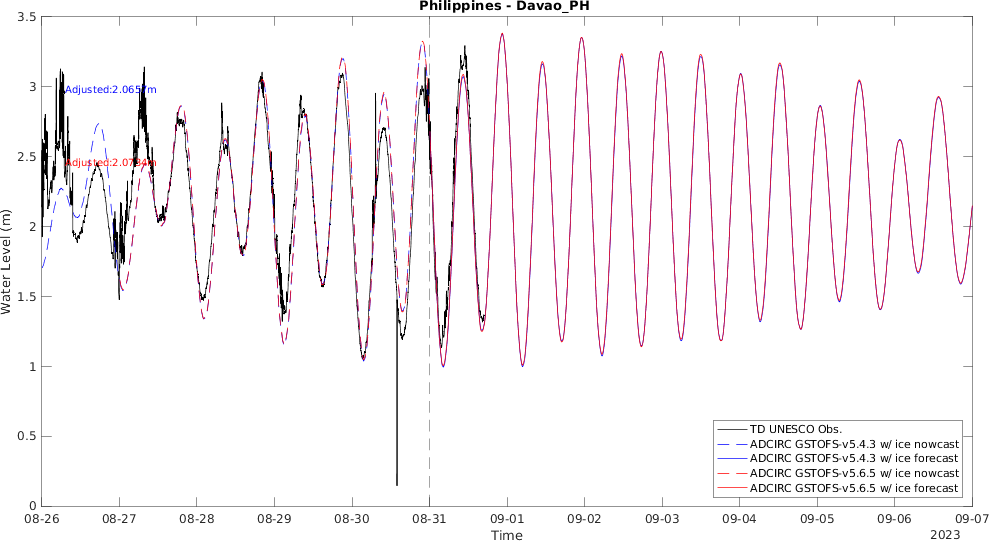 Philippines - Davao_PH
3.5
3
2.5
2
1.5
1
0.5
0
Water Level (m)
Adjusted:2.0657m
TD UNESCO Obs.
ADCIRC GSTOFS-v5.4.3 w/ ice nowcast
ADCIRC GSTOFS-v5.4.3 w/ ice forecast
ADCIRC GSTOFS-v5.6.5 w/ ice nowcast
ADCIRC GSTOFS-v5.6.5 w/ ice forecast
08-26 08-27 08-28 08-29 08-30 08-31 09-01 09-02 09-03 09-04 09-05 09-06 09-07
Time
2023